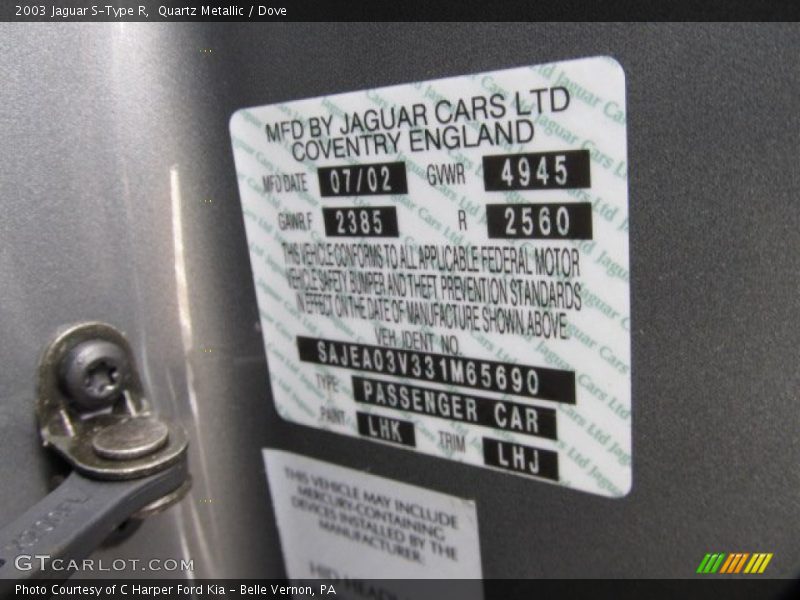 2003 Jaguar S-Type R, Quartz Metallic / Dove
MFD BY JAGUAR CARS LTD
COVENTRY ENGLAND
MFD DATE 07/02 GVWR 4945
GAWR.F 2385 R 2560
THIS VEHICLE CONFORMS TO ALL APPLICABLE FEDERAL MOTOR
VEHICLE SAFETY BUMPER AND THEFT PREVENTION STANDARDS
IN EFFECT ON THE DATE OF MANUFACTURE SHOWN ABOVE.
VEH. IDENT NO.
SAJEA03V331M65690
TYPE PASSENGER CAR
PAINT LHK TRIM LHJ
THIS VEHICLE MAY INCLUDE
MERCURY-CONTAINING
DEVICES INSTALLED BY THE
MANUFACTURER.
GTCARLOT.COM
Photo Courtesy of C Harper Ford Kia - Belle Vernon, PA